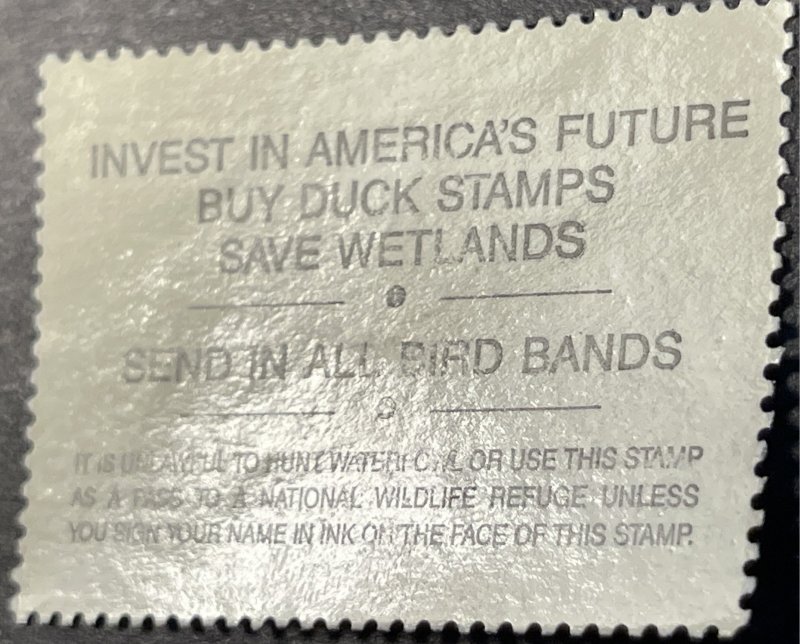 INVEST IN AMERICA'S FUTURE
BUY DUCK STAMPS
SAVE WETLANDS
SEND IN ALL BIRD BANDS
IT IS UNLAWFUL TO HUNT WATERFOWL OR USE THIS STAMP
AS A PASS TO A NATIONAL WILDLIFE REFUGE UNLESS
YOU SIGN YOUR NAME IN INK ON THE FACE OF THIS STAMP.